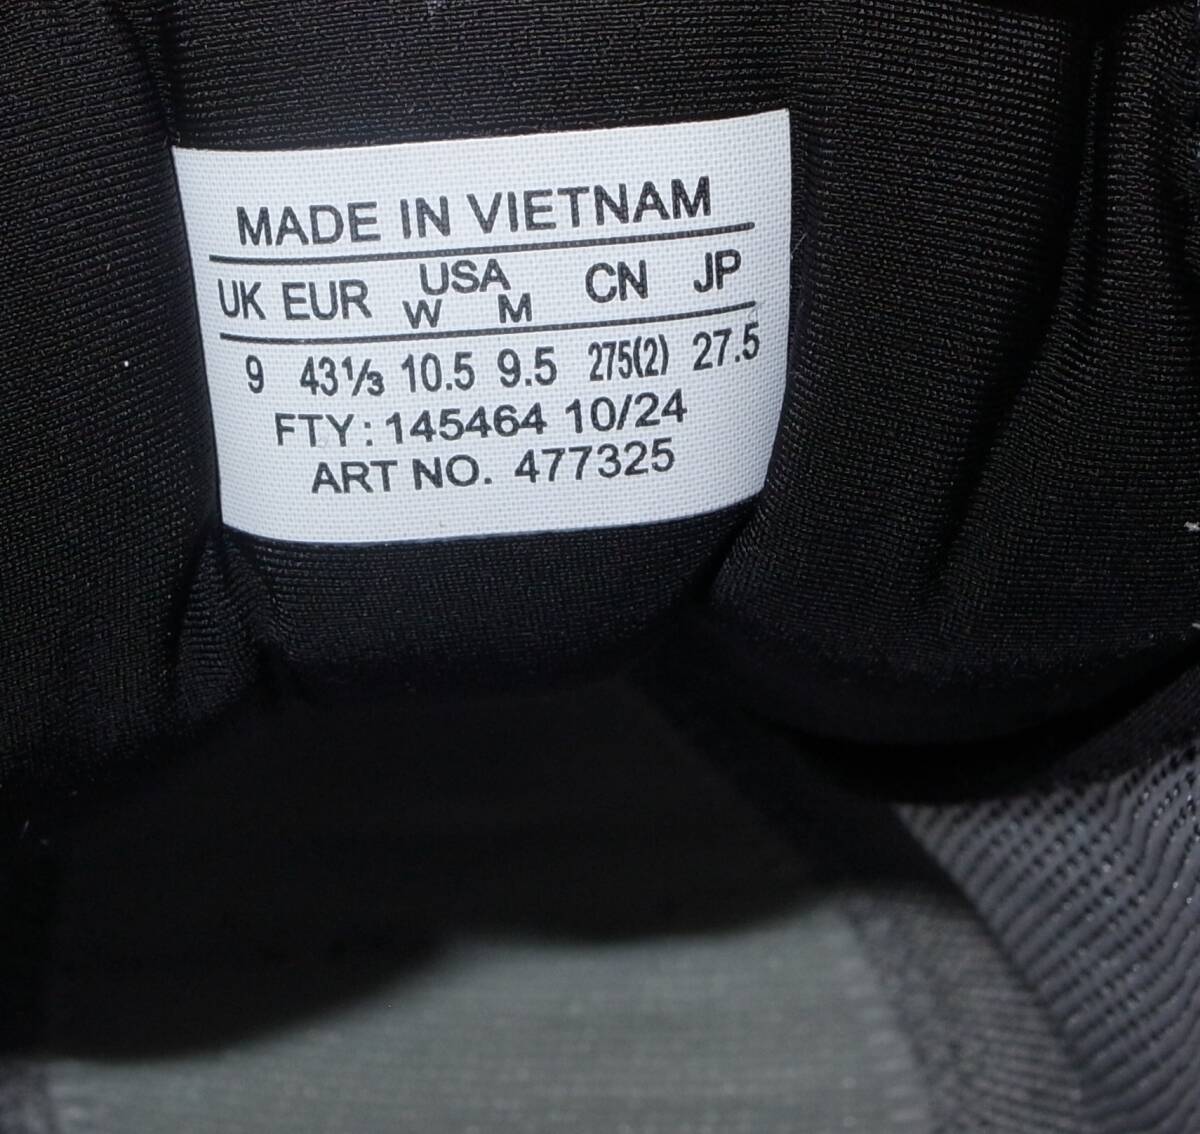 MADE IN VIETNAM
UK EUR USA CN JP
W M
9 43⅓ 10.5 9.5 275(2) 27.5
FTY: 145464 10/24
ART NO. 477325